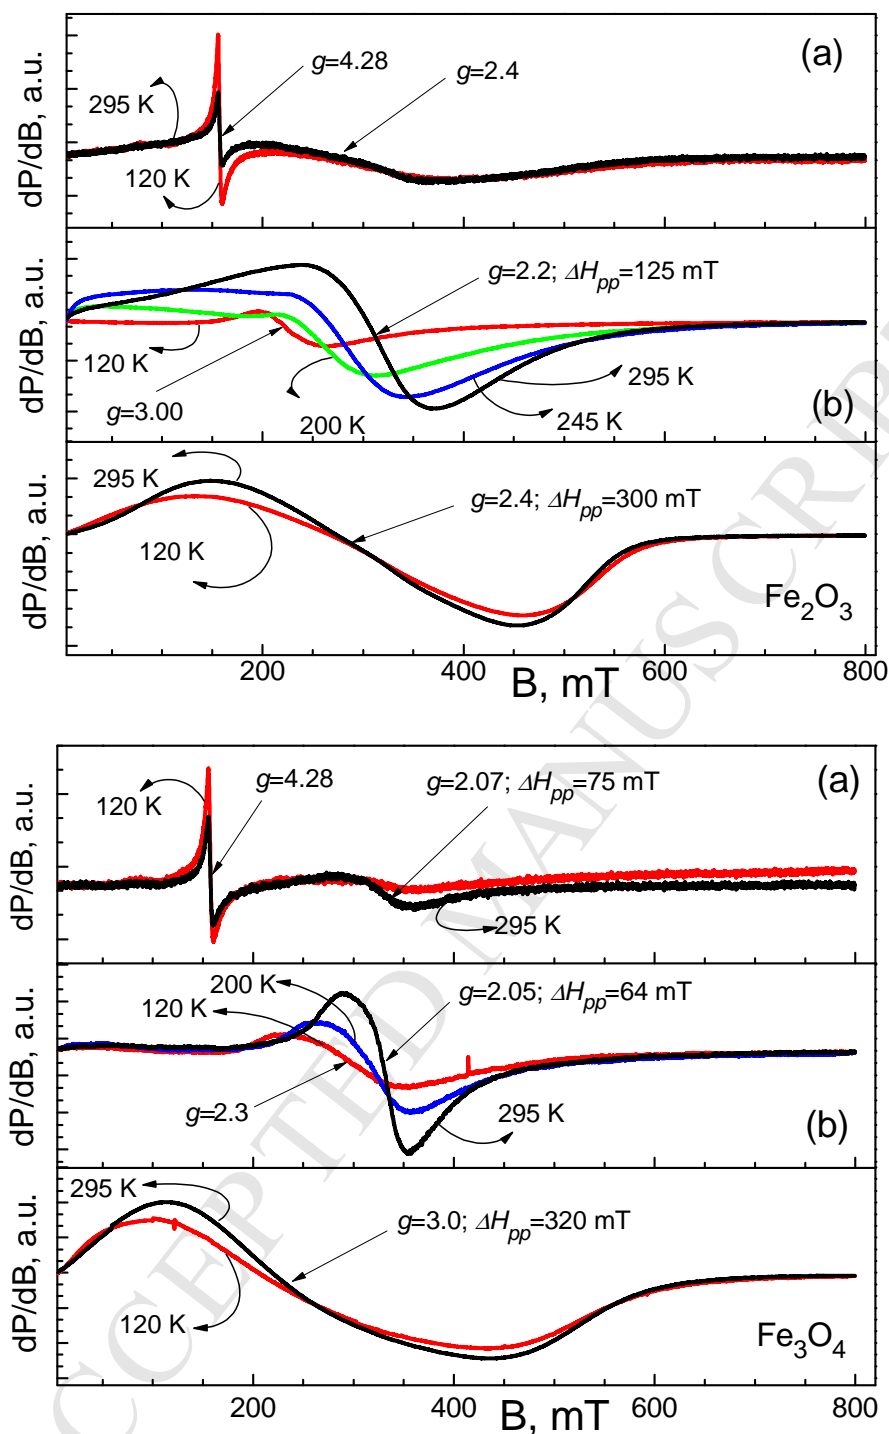 (a)
dP/dB, a.u.
295 K
120 K
g=4.28
g=2.4
dP/dB, a.u.
g=2.2; ΔHpp=125 mT
120 K
g=3.00
200 K
245 K
295 K
(b)
dP/dB, a.u.
295 K
120 K
g=2.4; ΔHpp=300 mT
Fe2O3
200 400 600 800
B, mT
(a)
dP/dB, a.u.
120 K
g=4.28
g=2.07; ΔHpp=75 mT
295 K
dP/dB, a.u.
200 K
120 K
g=2.05; ΔHpp=64 mT
g=2.3
295 K
(b)
dP/dB, a.u.
295 K
120 K
g=3.0; ΔHpp=320 mT
Fe3O4
200 400 600 800
B, mT
CCEPTED MANUSCRIP